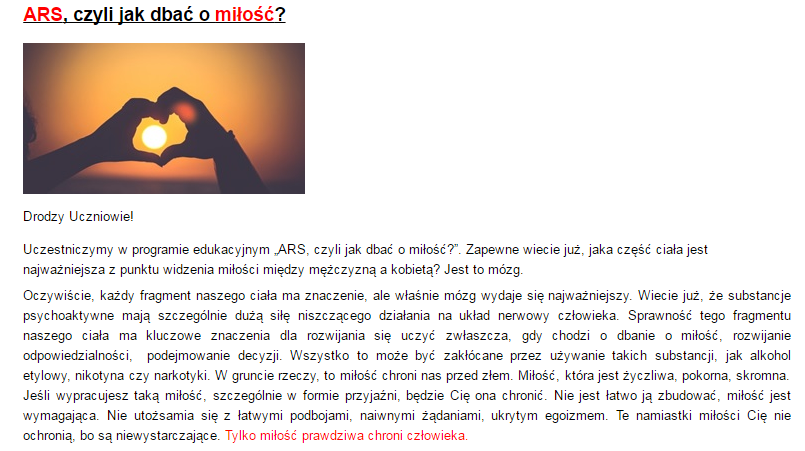 ARS, czyli jak dbać o miłość?
Drodzy Uczniowie!
Uczestniczymy w programie edukacyjnym „ARS, czyli jak dbać o miłość?”. Zapewne wiecie już, jaka część ciała jest
najważniejsza z punktu widzenia miłości między mężczyzną a kobietą? Jest to mózg.
Oczywiście, każdy fragment naszego ciała ma znaczenie, ale właśnie mózg wydaje się najważniejszy. Wiecie już, że substancje
psychoaktywne mają szczególnie dużą siłę niszczącego działania na układ nerwowy człowieka. Sprawność tego fragmentu
naszego ciała ma kluczowe znaczenia dla rozwijania się uczyć zwłaszcza, gdy chodzi o dbanie o miłość, rozwijanie
odpowiedzialności, podejmowanie decyzji. Wszystko to może być zakłócane przez używanie takich substancji, jak alkohol
etylowy, nikotyna czy narkotyki. W gruncie rzeczy, to miłość chroni nas przed złem. Miłość, która jest życzliwa, pokorna, skromna.
Jeśli wypracujesz taką miłość, szczególnie w formie przyjaźni, będzie Cię ona chronić. Nie jest łatwo ją zbudować, miłość jest
wymagająca. Nie utożsamia się z łatwymi podbojami, naiwnymi żądaniami, ukrytym egoizmem. Te namiastki miłości Cię nie
ochronią, bo są niewystarczające. Tylko miłość prawdziwa chroni człowieka.